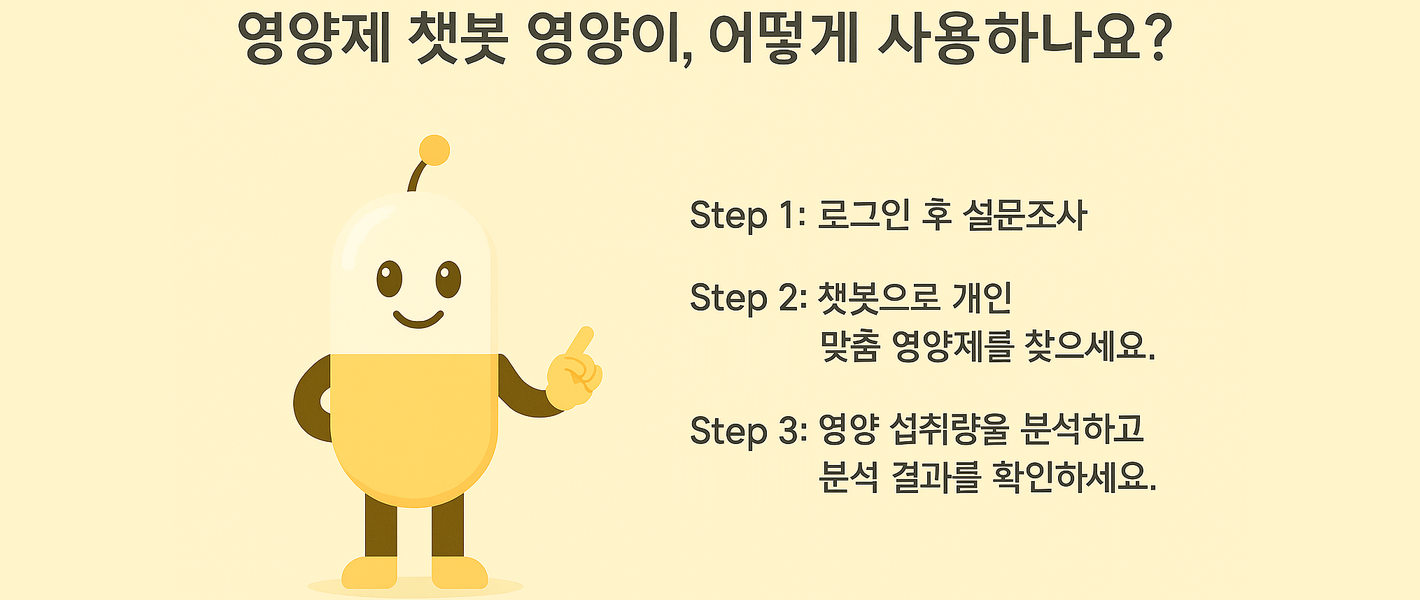 영양제 챗봇 영양이, 어떻게 사용하나요?
Step 1: 로그인 후 설문조사
Step 2: 챗봇으로 개인
맞춤 영양제를 찾으세요.
Step 3: 영양 섭취량울 분석하고
분석 결과를 확인하세요.